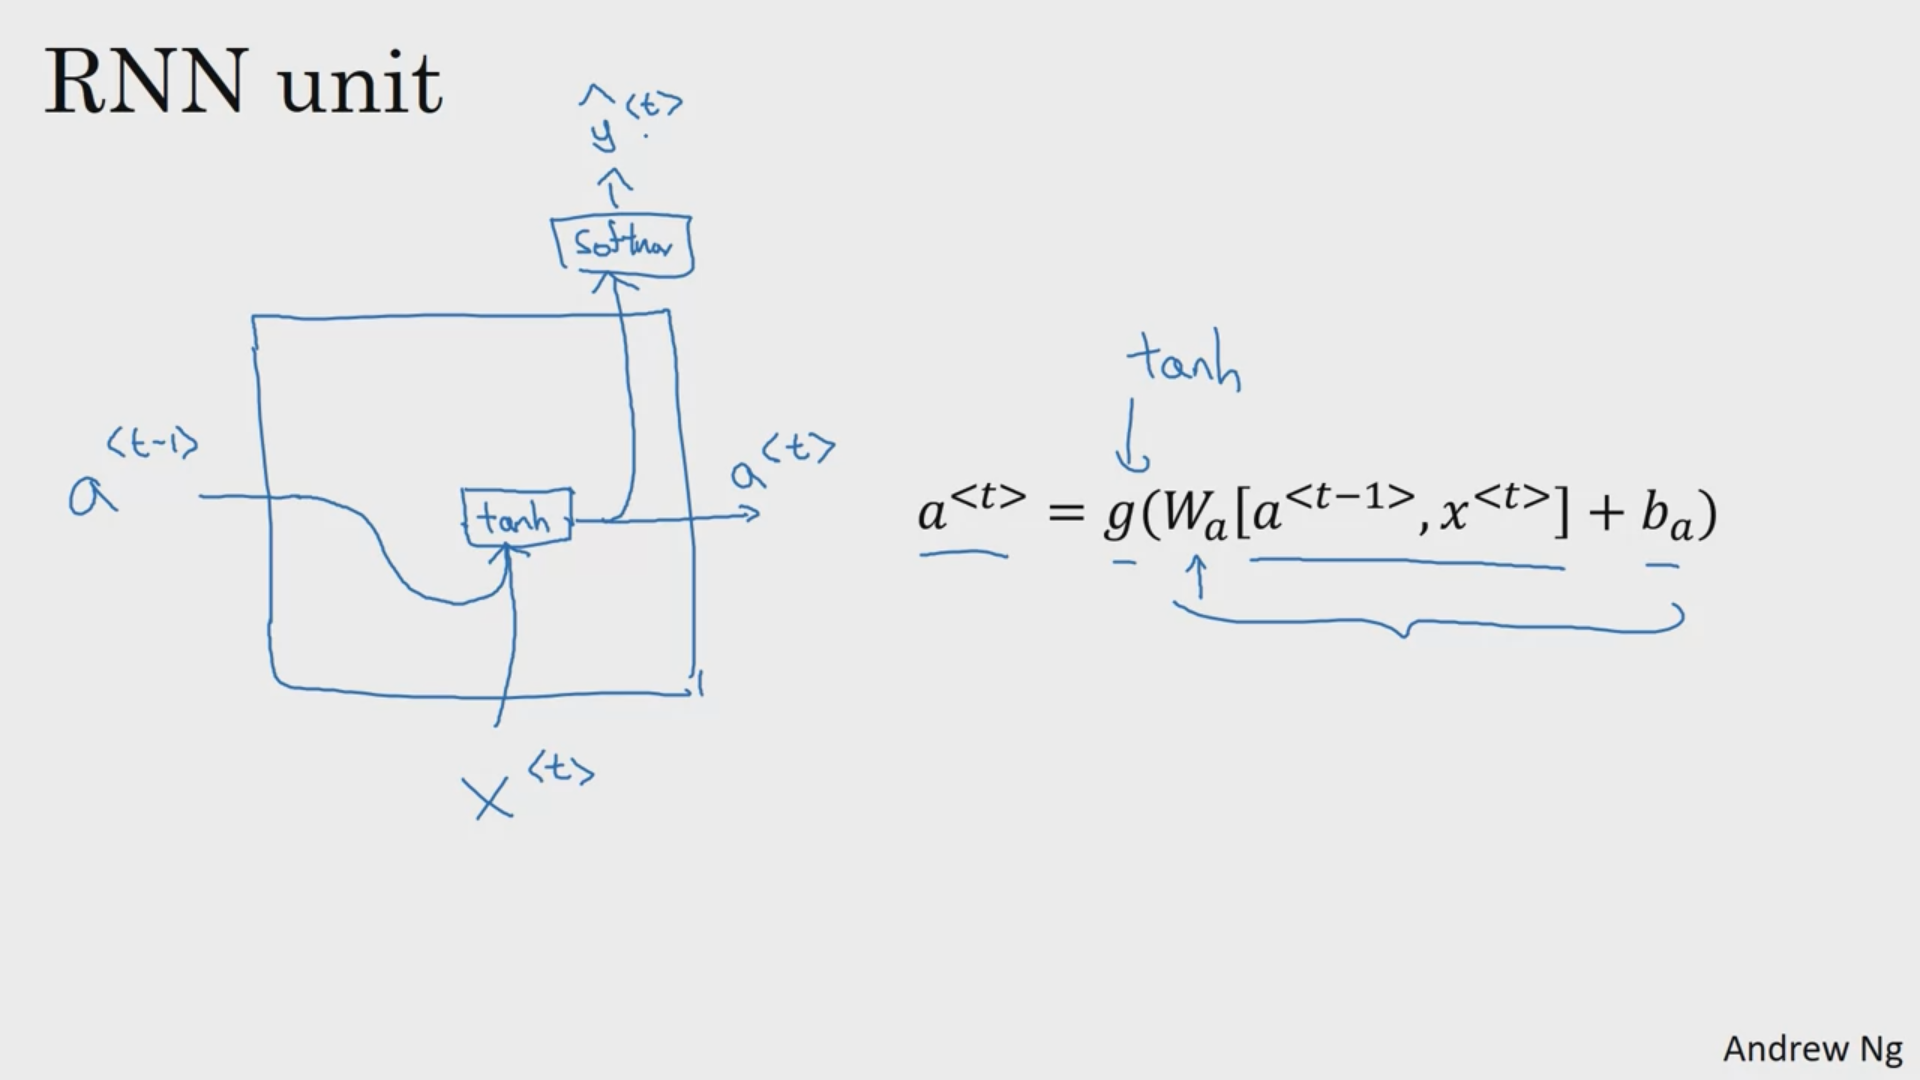 RNN unit
ŷ<t>
softmax
tanh
a<t-1>
a<t>
tanh
a<t> = g(Wa[a<t−1>, x<t>] + ba)
x<t>
Andrew Ng